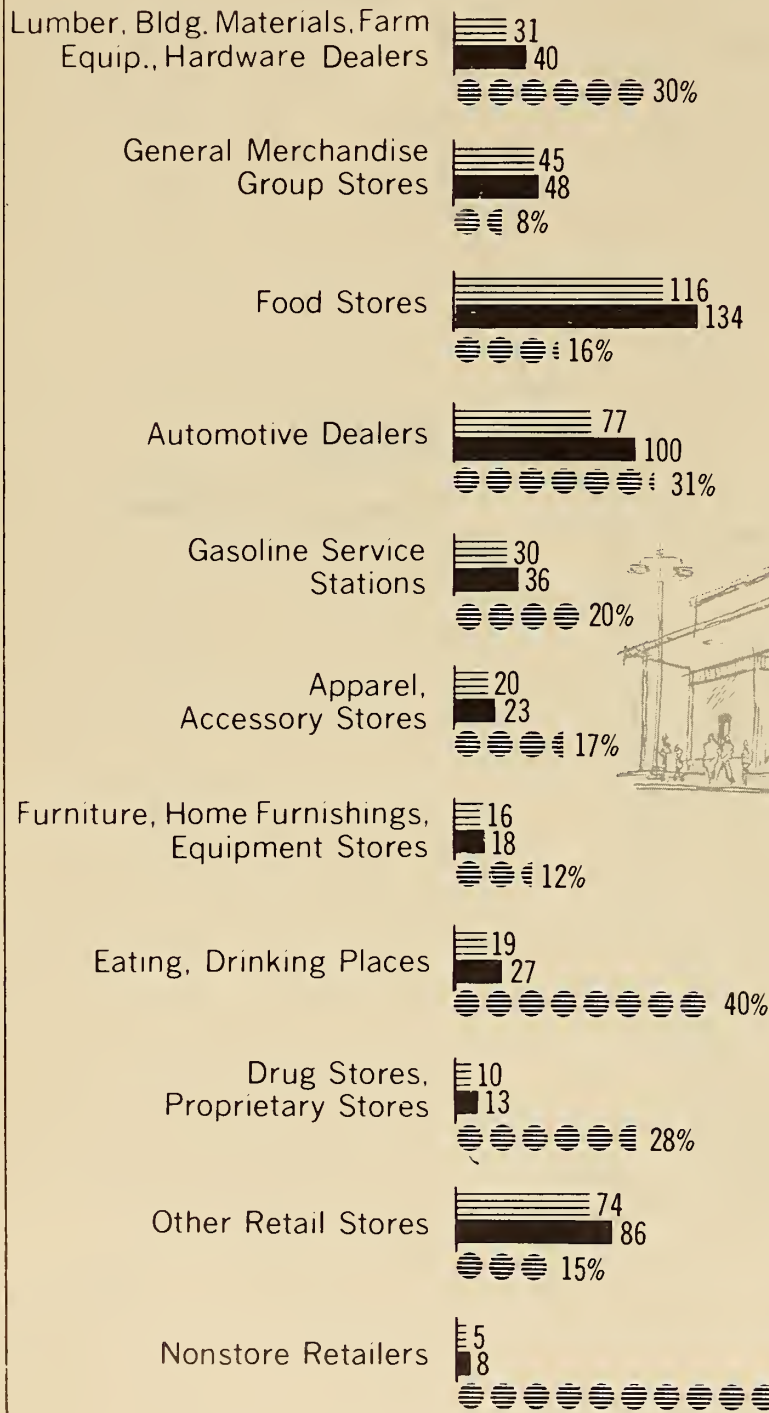 Lumber, Bldg. Materials, Farm
Equip., Hardware Dealers
31
40
30%
General Merchandise
Group Stores
45
48
8%
Food Stores
116
134
16%
Automotive Dealers
77
100
31%
Gasoline Service
Stations
30
36
20%
Apparel,
Accessory Stores
20
23
17%
Furniture, Home Furnishings,
Equipment Stores
16
18
12%
Eating, Drinking Places
19
27
40%
Drug Stores,
Proprietary Stores
10
13
28%
Other Retail Stores
74
86
15%
Nonstore Retailers
5
8